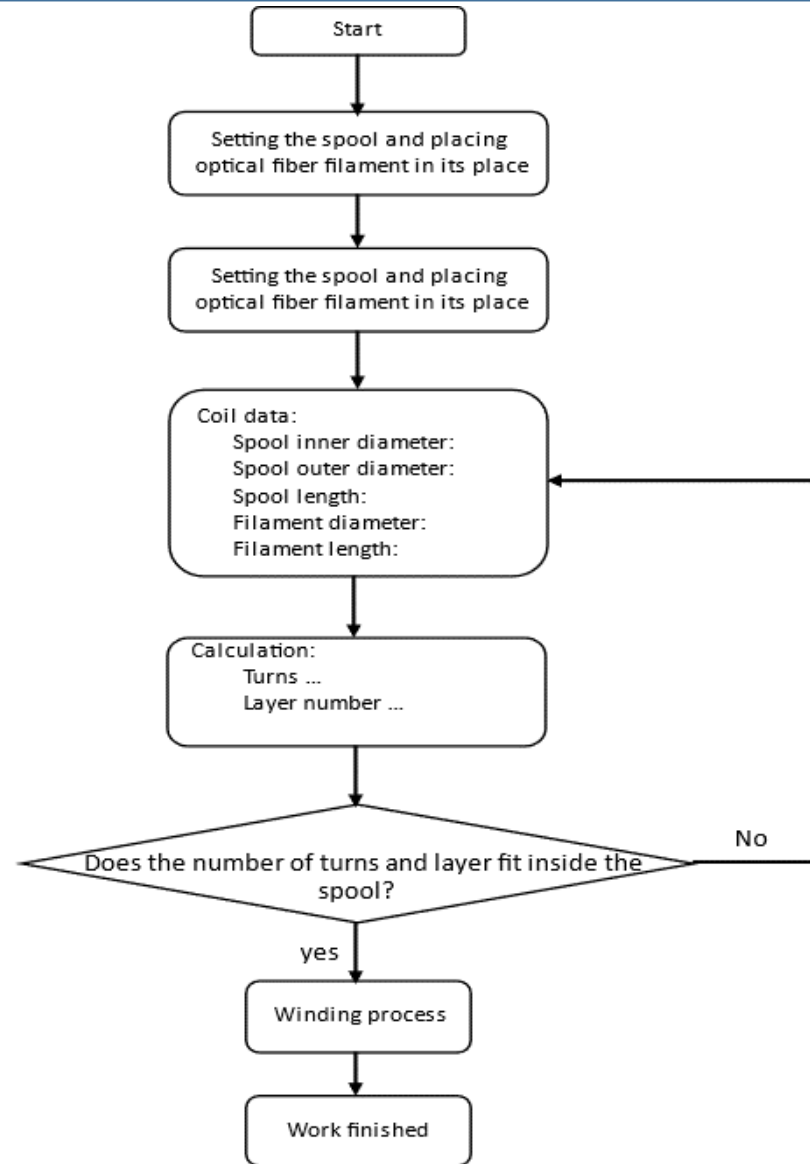 Start
Setting the spool and placing
optical fiber filament in its place
Setting the spool and placing
optical fiber filament in its place
Coil data:
Spool inner diameter:
Spool outer diameter:
Spool length:
Filament diameter:
Filament length:
Calculation:
Turns ...
Layer number ...
Does the number of turns and layer fit inside the
spool?
No
yes
Winding process
Work finished